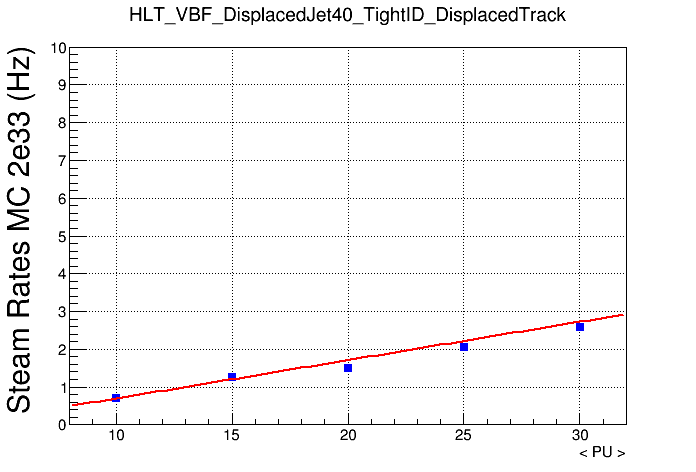 HLT_VBF_DisplacedJet40_TightID_DisplacedTrack
Steam Rates MC 2e33 (Hz)
10
9
8
7
6
5
4
3
2
1
0
10 15 20 25 30
< PU >